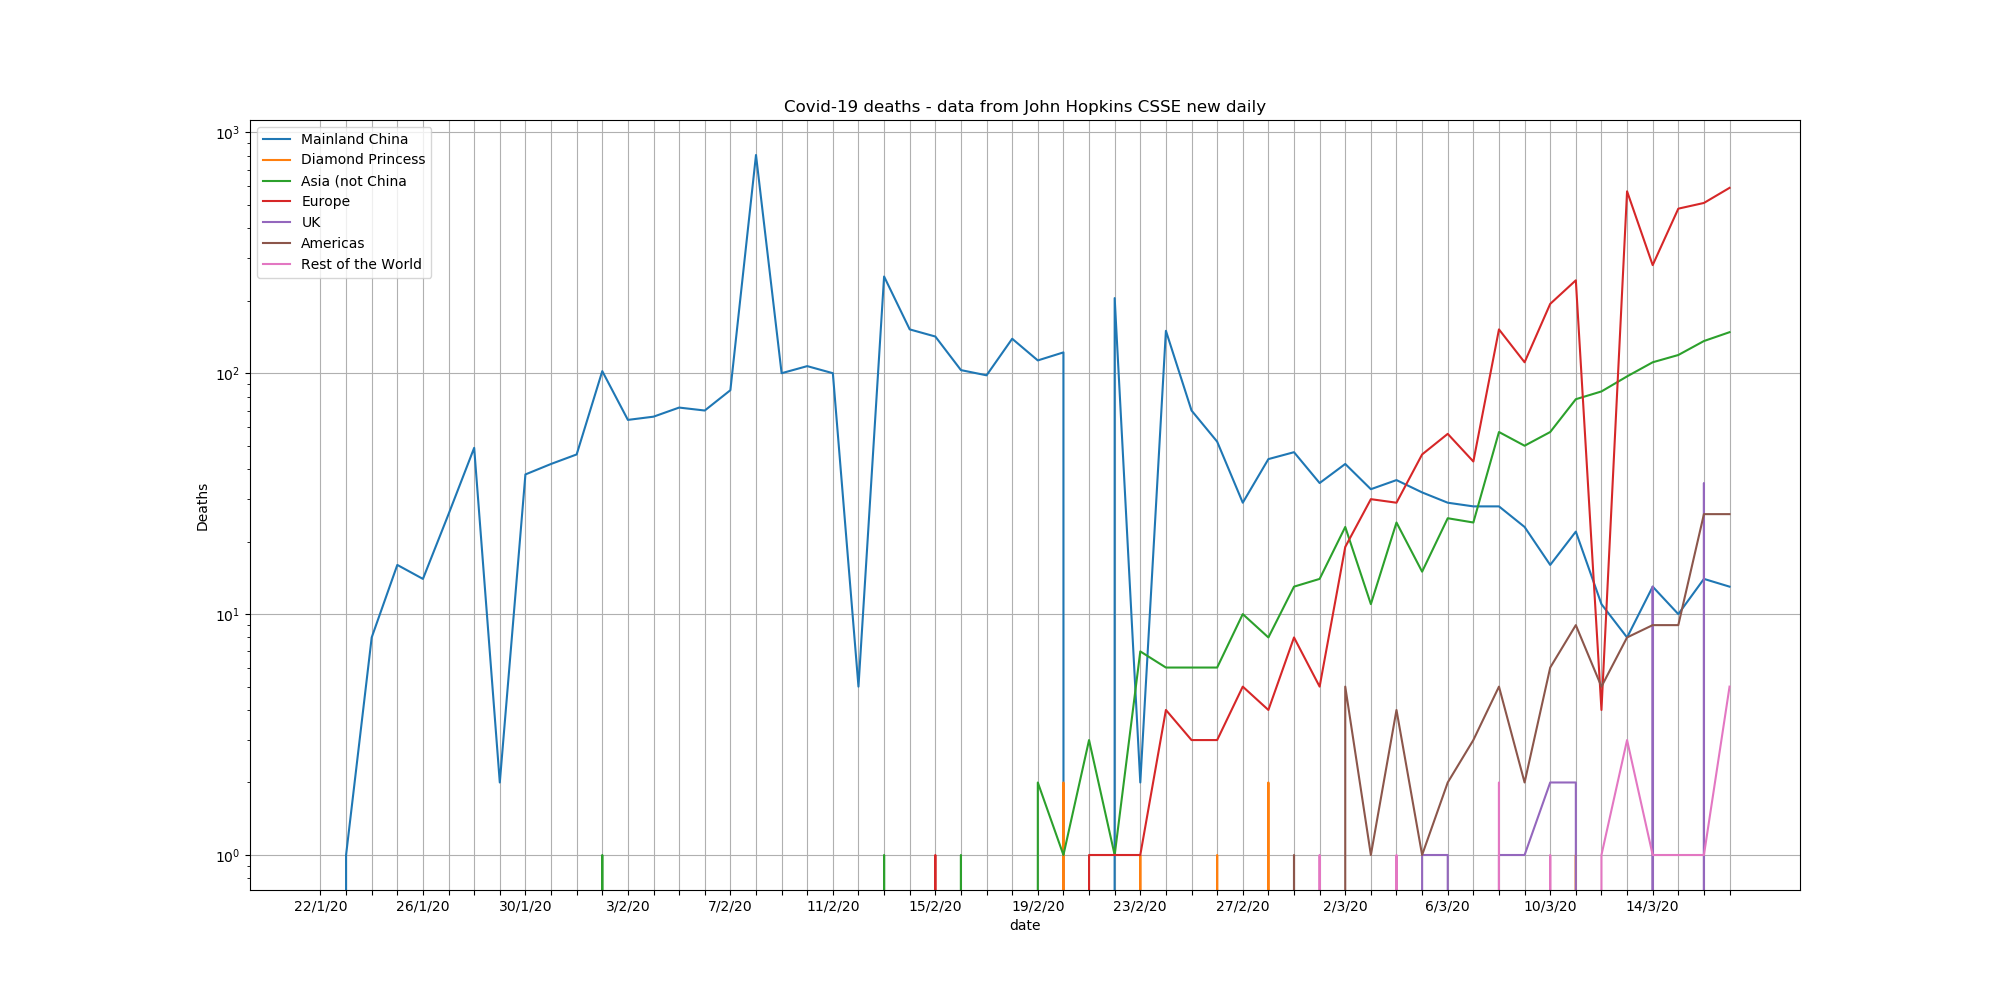 Covid-19 deaths - data from John Hopkins CSSE new daily
Mainland China
Diamond Princess
Asia (not China
Europe
UK
Americas
Rest of the World
10³
10²
10¹
10⁰
Deaths
22/1/20 26/1/20 30/1/20 3/2/20 7/2/20 11/2/20 15/2/20 19/2/20 23/2/20 27/2/20 2/3/20 6/3/20 10/3/20 14/3/20
date